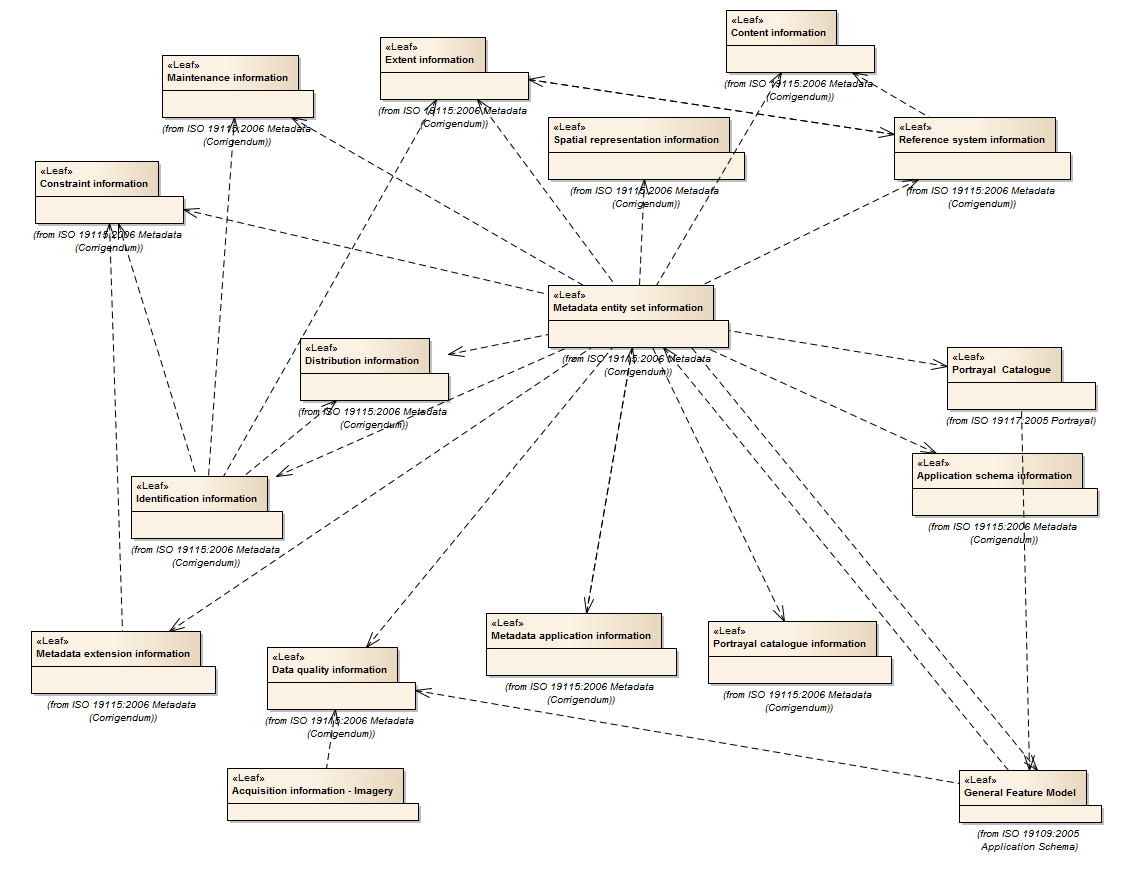 «Leaf»
Content information
(from ISO 19115:2006 Metadata
(Corrigendum))
«Leaf»
Extent information
(from ISO 19115:2006 Metadata
(Corrigendum))
«Leaf»
Maintenance information
(from ISO 19115:2006 Metadata
(Corrigendum))
«Leaf»
Spatial representation information
(from ISO 19115:2006 Metadata
(Corrigendum))
«Leaf»
Reference system information
(from ISO 19115:2006 Metadata
(Corrigendum))
«Leaf»
Constraint information
(from ISO 19115:2006 Metadata
(Corrigendum))
«Leaf»
Metadata entity set information
(from ISO 19115:2006 Metadata
(Corrigendum))
«Leaf»
Distribution information
(from ISO 19115:2006 Metadata
(Corrigendum))
«Leaf»
Portrayal  Catalogue
(from ISO 19117:2005 Portrayal)
«Leaf»
Application schema information
(from ISO 19115:2006 Metadata
(Corrigendum))
«Leaf»
Identification information
(from ISO 19115:2006 Metadata
(Corrigendum))
«Leaf»
Metadata extension information
(from ISO 19115:2006 Metadata
(Corrigendum))
«Leaf»
Data quality information
(from ISO 19115:2006 Metadata
(Corrigendum))
«Leaf»
Metadata application information
(from ISO 19115:2006 Metadata
(Corrigendum))
«Leaf»
Portrayal catalogue information
(from ISO 19115:2006 Metadata
(Corrigendum))
«Leaf»
Acquisition information - Imagery
«Leaf»
General Feature Model
(from ISO 19109:2005
Application Schema)